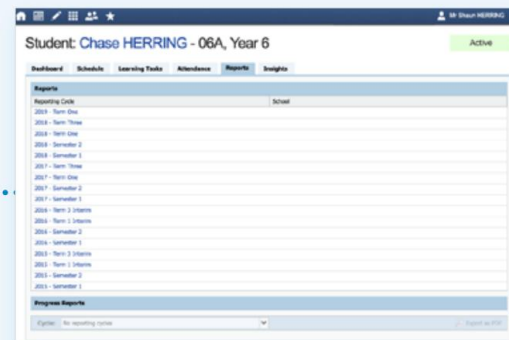 Mr Shaun HERRING
Student: Chase HERRING - 06A, Year 6
Active
Dashboard Schedule Learning Tasks Attendance Reports Insights
Reports
Reporting Cycle School
2019 - Term One
2018 - Term Three
2018 - Term One
2018 - Semester 2
2018 - Semester 1
2017 - Term Three
2017 - Term One
2017 - Semester 2
2017 - Semester 1
2016 - Term 3 Interim
2016 - Term 1 Interim
2016 - Semester 2
2016 - Semester 1
2015 - Term 3 Interim
2015 - Term 1 Interim
2015 - Semester 2
2015 - Semester 1
Progress Reports
Cycle: No reporting cycles
Export as PDF